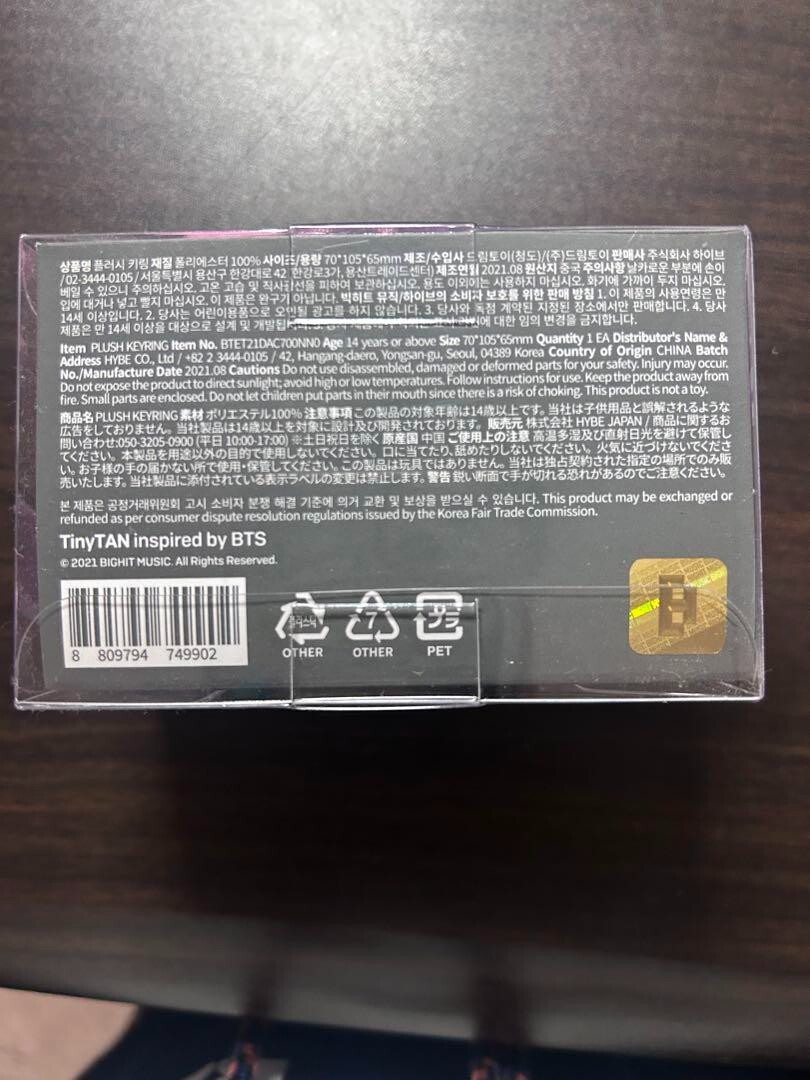 상품명 플러시 키링 재질 폴리에스터 100% 사이즈/용량 70*105*65mm 제조/수입사 드림토이(청도)/(주)드림토이 판매사 주식회사 하이브
/02-3444-0105 /서울특별시 용산구 한강대로 42 한강로3가, 용산트레이드센터) 제조연월 2021.08 원산지 중국 주의사항 날카로운 부분에 손이
베일 수 있으니 주의하십시오. 고온 고습 및 직사광선을 피하여 보관하십시오. 용도 이외에는 사용하지 마십시오. 화기에 가까이 두지 마십시오.
입에 대거나 넣고 빨지 마십시오. 이 제품은 완구가 아닙니다. 빅히트 뮤직/하이브의 소비자 보호를 위한 판매 방침 1. 이 제품의 사용연령은 만
14세 이상입니다. 2. 당사는 어린이용품으로 오인될 광고를 하지 않습니다. 3. 당사와 독점 계약된 지정된 장소에서만 판매합니다. 4. 당사
제품은 만 14세 이상을 대상으로 설계 및 개발 대한 임의 변경을 금지합니다.
Item PLUSH KEYRING Item No. BTET21DAC700NN0 Age 14 years or above Size 70*105*65mm Quantity 1 EA Distributor's Name &
Address HYBE CO., Ltd / +82 2 3444-0105 / 42, Hangang-daero, Yongsan-gu, Seoul, 04389 Korea Country of Origin CHINA Batch
No./Manufacture Date 2021.08 Cautions Do not use disassembled, damaged or deformed parts for your safety. Injury may occur.
Do not expose the product to direct sunlight; avoid high or low temperatures. Follow instructions for use. Keep the product away from
fire. Small parts are enclosed. Do not let children put parts in their mouth since there is a risk of choking. This product is not a toy.
商品名 PLUSH KEYRING 素材 ポリエステル100% 注意事項 この製品の対象年齢は14歳以上です。当社は子供用品と誤解されるような
広告をしておりません。当製品は14歳以上を対象に設計及び開発されております。 販売元 株式会社 HYBE JAPAN / 商品に関するお
問い合わせ:050-3205-0900 (平日 10:00-17:00) ※土日祝日を除く 原産国 中国 ご使用上の注意 高温多湿及び直射日光を避けて保管し
てください。本製品を用途以外の目的で使用しないでください。口に当てたり、舐めたりしないでください。火気に近づけないでくださ
い。お子様の手の届かない所で使用・保管してください。この製品は玩具ではありません。当社は独占契約された指定の場所でのみ販
売いたします。当社製品に添付されている表示ラベルの変更は禁止します。警告 鋭い断面で手が切れる恐れがあるのでご注意ください。
본 제품은 공정거래위원회 고시 소비자 분쟁 해결 기준에 의거 교환 및 보상을 받으실 수 있습니다. This product may be exchanged or
refunded as per consumer dispute resolution regulations issued by the Korea Fair Trade Commission.
TinyTAN inspired by BTS
© 2021 BIGHIT MUSIC. All Rights Reserved.
8 809794 749902
플라스틱 7 プラ
OTHER OTHER PET